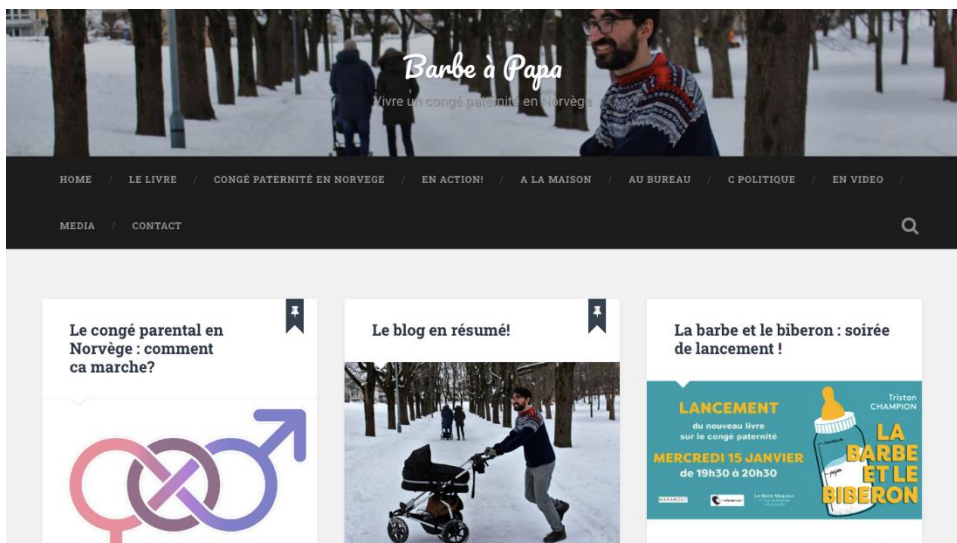 Barbe à Papa
Vivre un congé paternité en Norvège
HOME / LE LIVRE / CONGÉ PATERNITÉ EN NORVEGE / EN ACTION! / A LA MAISON / AU BUREAU / C POLITIQUE / EN VIDEO /
MEDIA / CONTACT
Le congé parental en
Norvège : comment
ca marche?
Le blog en résumé!
La barbe et le biberon : soirée
de lancement !
LANCEMENT
du nouveau livre
sur le congé paternité
MERCREDI 15 JANVIER
de 19h30 à 20h30
MARABOUT
Tristan
CHAMPION
LA
BARBE
ET LE
BIBERON